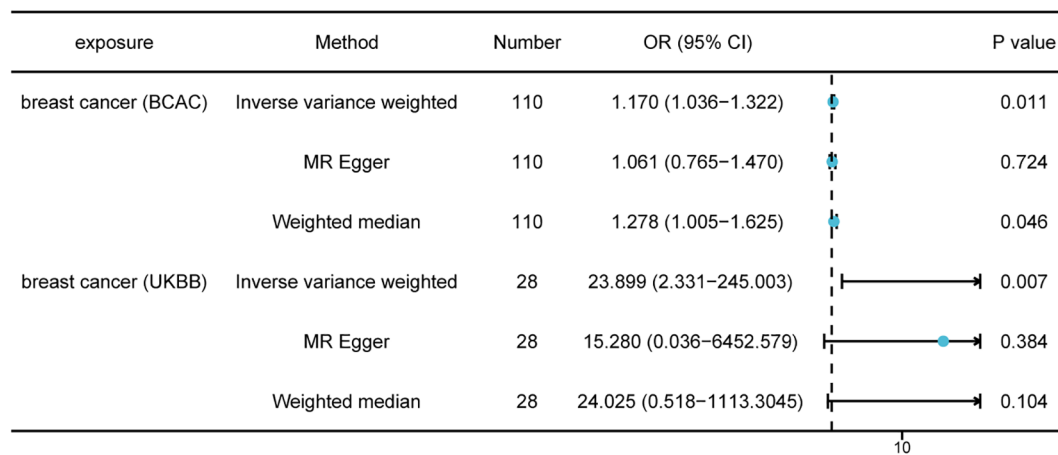 exposure Method Number OR (95% CI) P value
breast cancer (BCAC) Inverse variance weighted 110 1.170 (1.036−1.322) 0.011
MR Egger 110 1.061 (0.765−1.470) 0.724
Weighted median 110 1.278 (1.005−1.625) 0.046
breast cancer (UKBB) Inverse variance weighted 28 23.899 (2.331−245.003) 0.007
MR Egger 28 15.280 (0.036−6452.579) 0.384
Weighted median 28 24.025 (0.518−1113.3045) 0.104
10